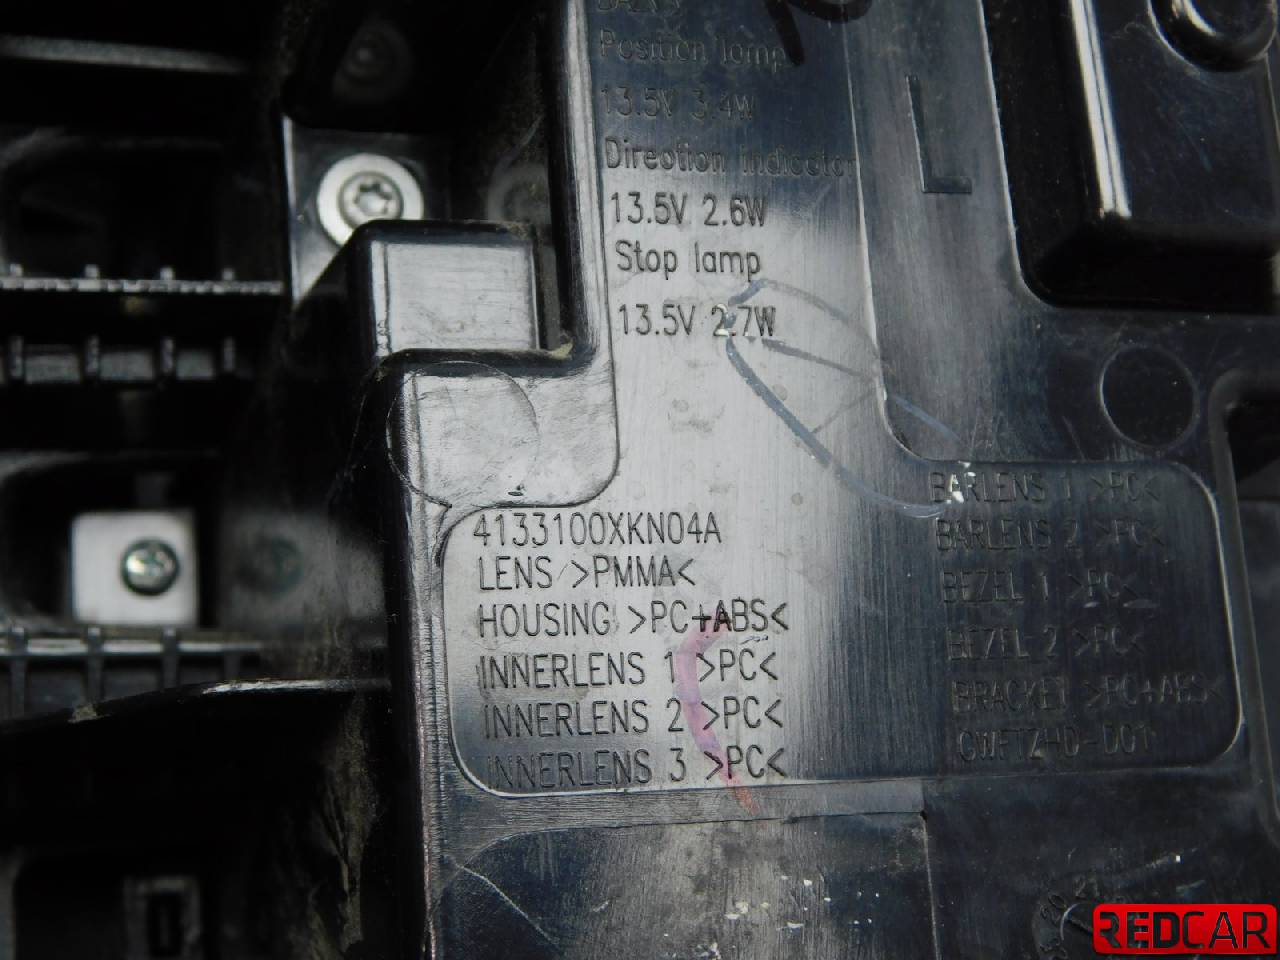 Position lamp
13.5V 3.4W
Direction indicator
13.5V 2.6W
Stop lamp
13.5V 2.7W
L
4133100XKN04A
LENS >PMMA<
HOUSING >PC+ABS<
INNERLENS 1 >PC<
INNERLENS 2 >PC<
INNERLENS 3 >PC<
BARLENS 1 >PC<
BARLENS 2 >PC<
BEZEL 1 >PC<
BEZEL 2 >PC<
BRACKET >PC+ABS<
20 21
REDCAR